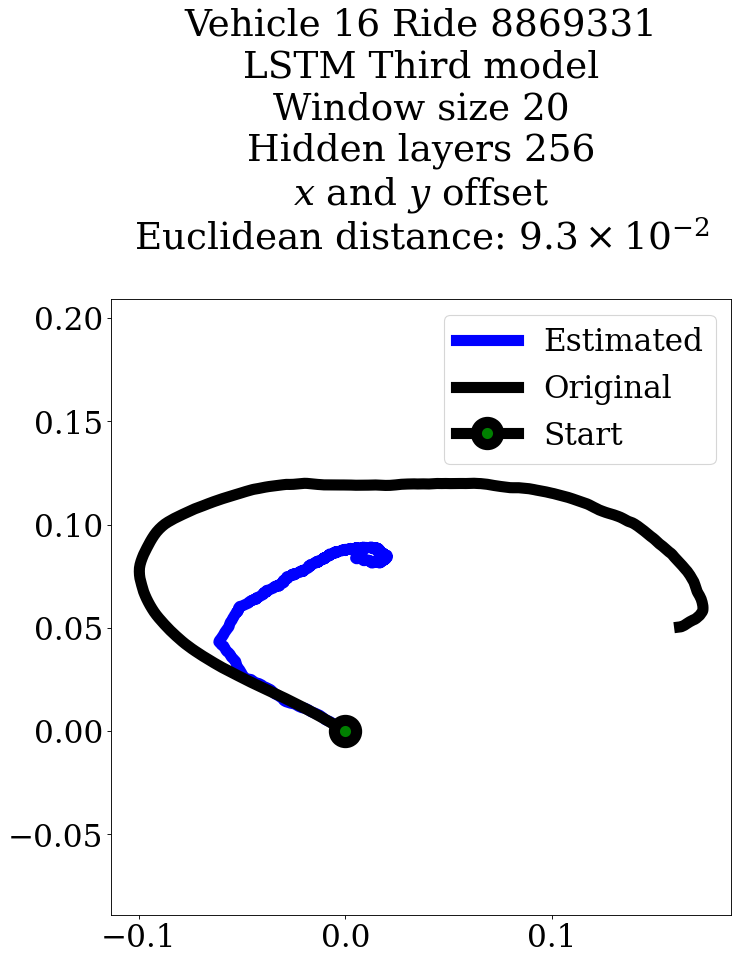 Vehicle 16 Ride 8869331
LSTM Third model
Window size 20
Hidden layers 256
x and y offset
Euclidean distance: 9.3 × 10⁻²
Estimated
Original
Start
0.20
0.15
0.10
0.05
0.00
−0.05
−0.1
0.0
0.1